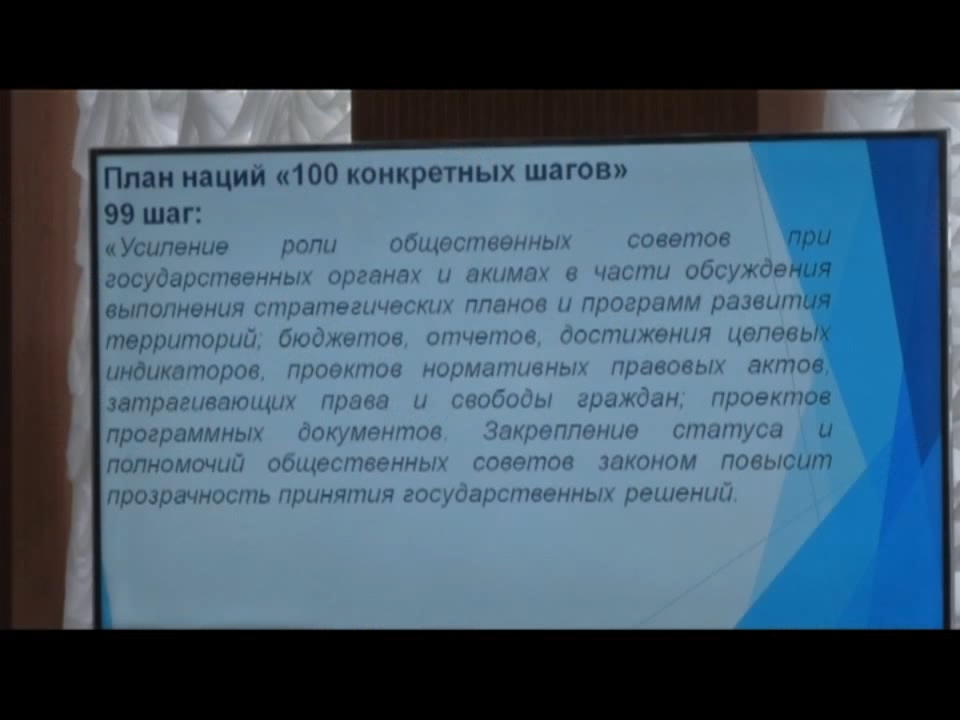 План наций «100 конкретных шагов»
99 шаг:
«Усиление роли общественных советов при
государственных органах и акимах в части обсуждения
выполнения стратегических планов и программ развития
территорий; бюджетов, отчетов, достижения целевых
индикаторов, проектов нормативных правовых актов,
затрагивающих права и свободы граждан; проектов
программных документов. Закрепление статуса и
полномочий общественных советов законом повысит
прозрачность принятия государственных решений.